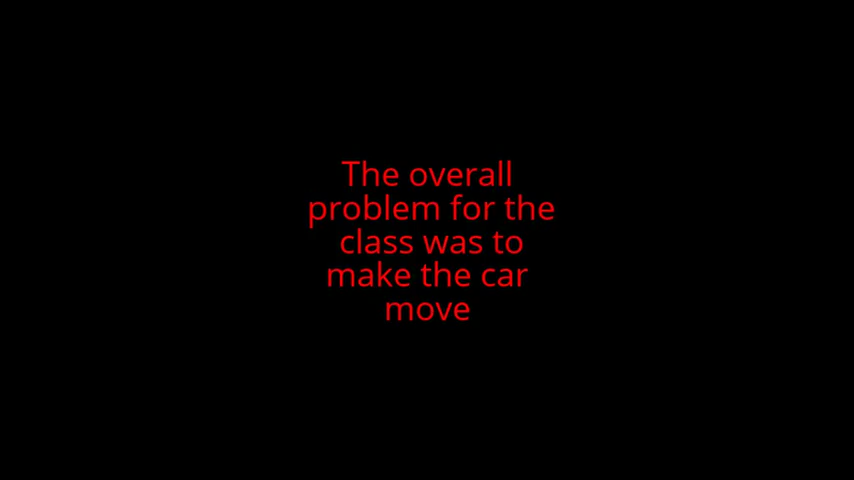 The overall
problem for the
class was to
make the car
move